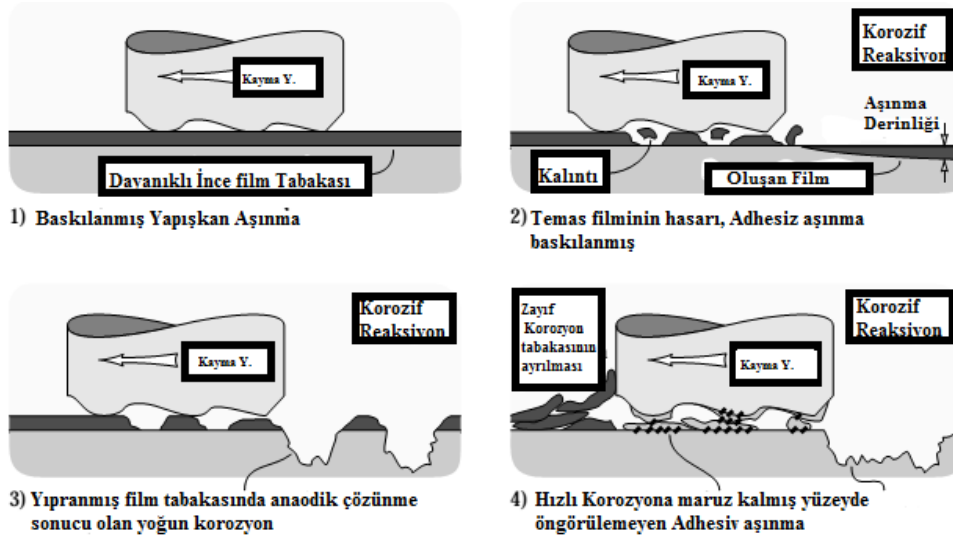 Kayma Y.
Dayanıklı İnce film Tabakası
1) Baskılanmış Yapışkan Aşınma
Korozif
Reaksiyon
Kayma Y.
Aşınma
Derinliği
Kalıntı
Oluşan Film
2) Temas filminin hasarı, Adhesiz aşınma
baskılanmış
Korozif
Reaksiyon
Kayma Y.
3) Yıpranmış film tabakasında anaodik çözünme
sonucu olan yoğun korozyon
Zayıf
Korozyon
tabakasının
ayrılması
Korozif
Reaksiyon
Kayma Y.
4) Hızlı Korozyona maruz kalmış yüzeyde
öngörülemeyen Adhesiv aşınma